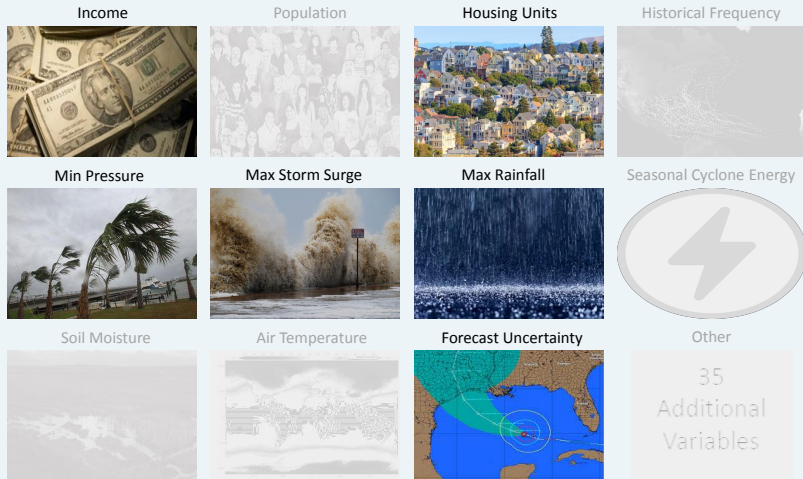 Income
Population
Housing Units
Historical Frequency
Min Pressure
Max Storm Surge
Max Rainfall
Seasonal Cyclone Energy
Soil Moisture
Air Temperature
Forecast Uncertainty
Other
35
Additional
Variables